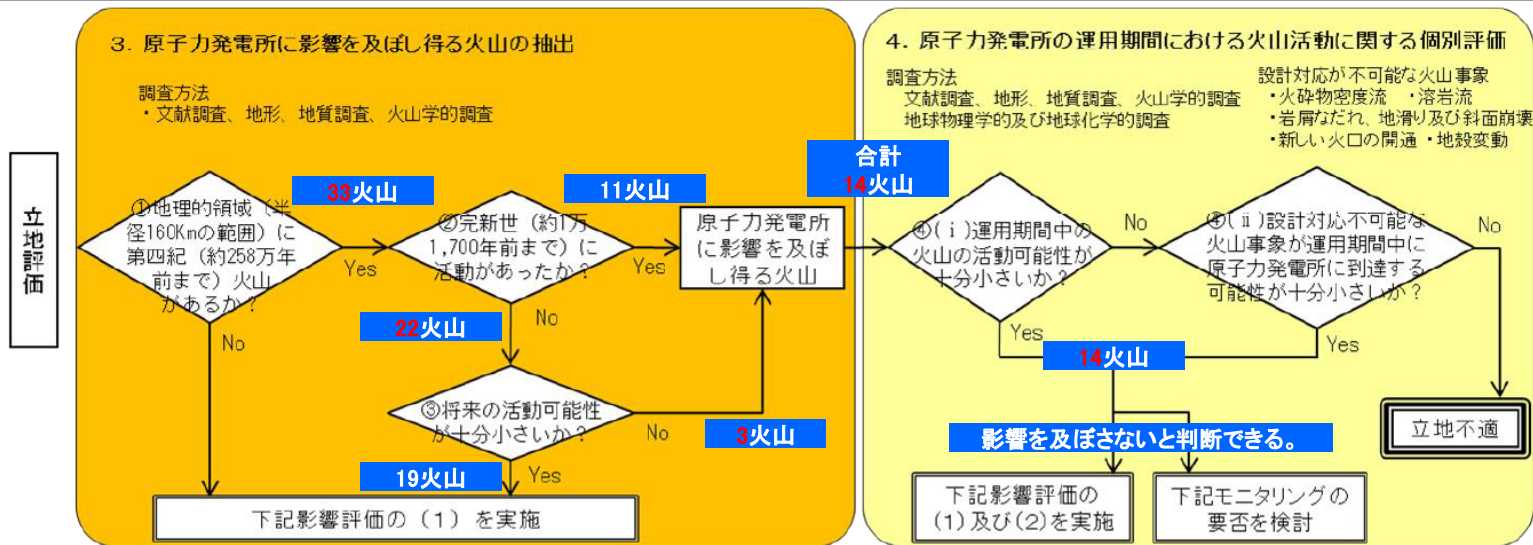 立地評価
3. 原子力発電所に影響を及ぼし得る火山の抽出
調査方法
・文献調査、地形、地質調査、火山学的調査
①地理的領域（半
径160Kmの範囲）に
第四紀（約258万年
前まで）火山
があるか？
33火山
Yes
No
②完新世（約1万
1,700年前まで）に
活動があったか？
11火山
Yes
22火山
No
③将来の活動可能性
が十分小さいか？
No
3火山
19火山
Yes
原子力発電所
に影響を及ぼ
し得る火山
下記影響評価の（1）を実施
合計
14火山
4. 原子力発電所の運用期間における火山活動に関する個別評価
調査方法
文献調査、地形、地質調査、火山学的調査
地球物理学的及び地球化学的調査
設計対応が不可能な火山事象
・火砕物密度流　・溶岩流
・岩屑なだれ、地滑り及び斜面崩壊
・新しい火口の開通 ・地殻変動
④(ⅰ)運用期間中の
火山の活動可能性が
十分小さいか？
No
Yes
④(ⅱ)設計対応不可能な
火山事象が運用期間中に
原子力発電所に到達する
可能性が十分小さいか？
No
Yes
14火山
影響を及ぼさないと判断できる。
立地不適
下記影響評価の
(1)及び(2)を実施
下記モニタリングの
要否を検討